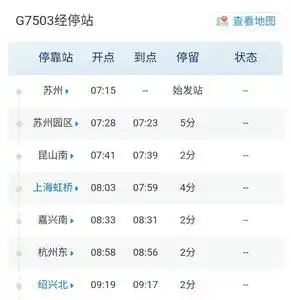 G7503经停站 查看地图
停靠站 开点 到点 停留 状态
苏州 07:15 -- 始发站 --
苏州园区 07:28 07:23 5分 --
昆山南 07:41 07:39 2分 --
上海虹桥 08:03 07:59 4分 --
嘉兴南 08:33 08:31 2分 --
杭州东 08:58 08:56 2分 --
绍兴北 09:19 09:17 2分 --